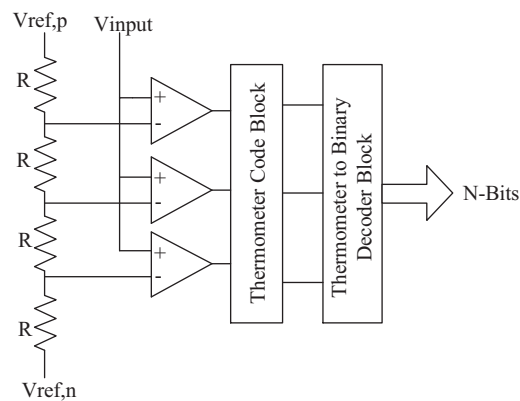 Vref,p
Vinput
R
R
R
R
+
-
+
-
+
-
Thermometer Code Block
Thermometer to Binary
Decoder Block
N-Bits
Vref,n